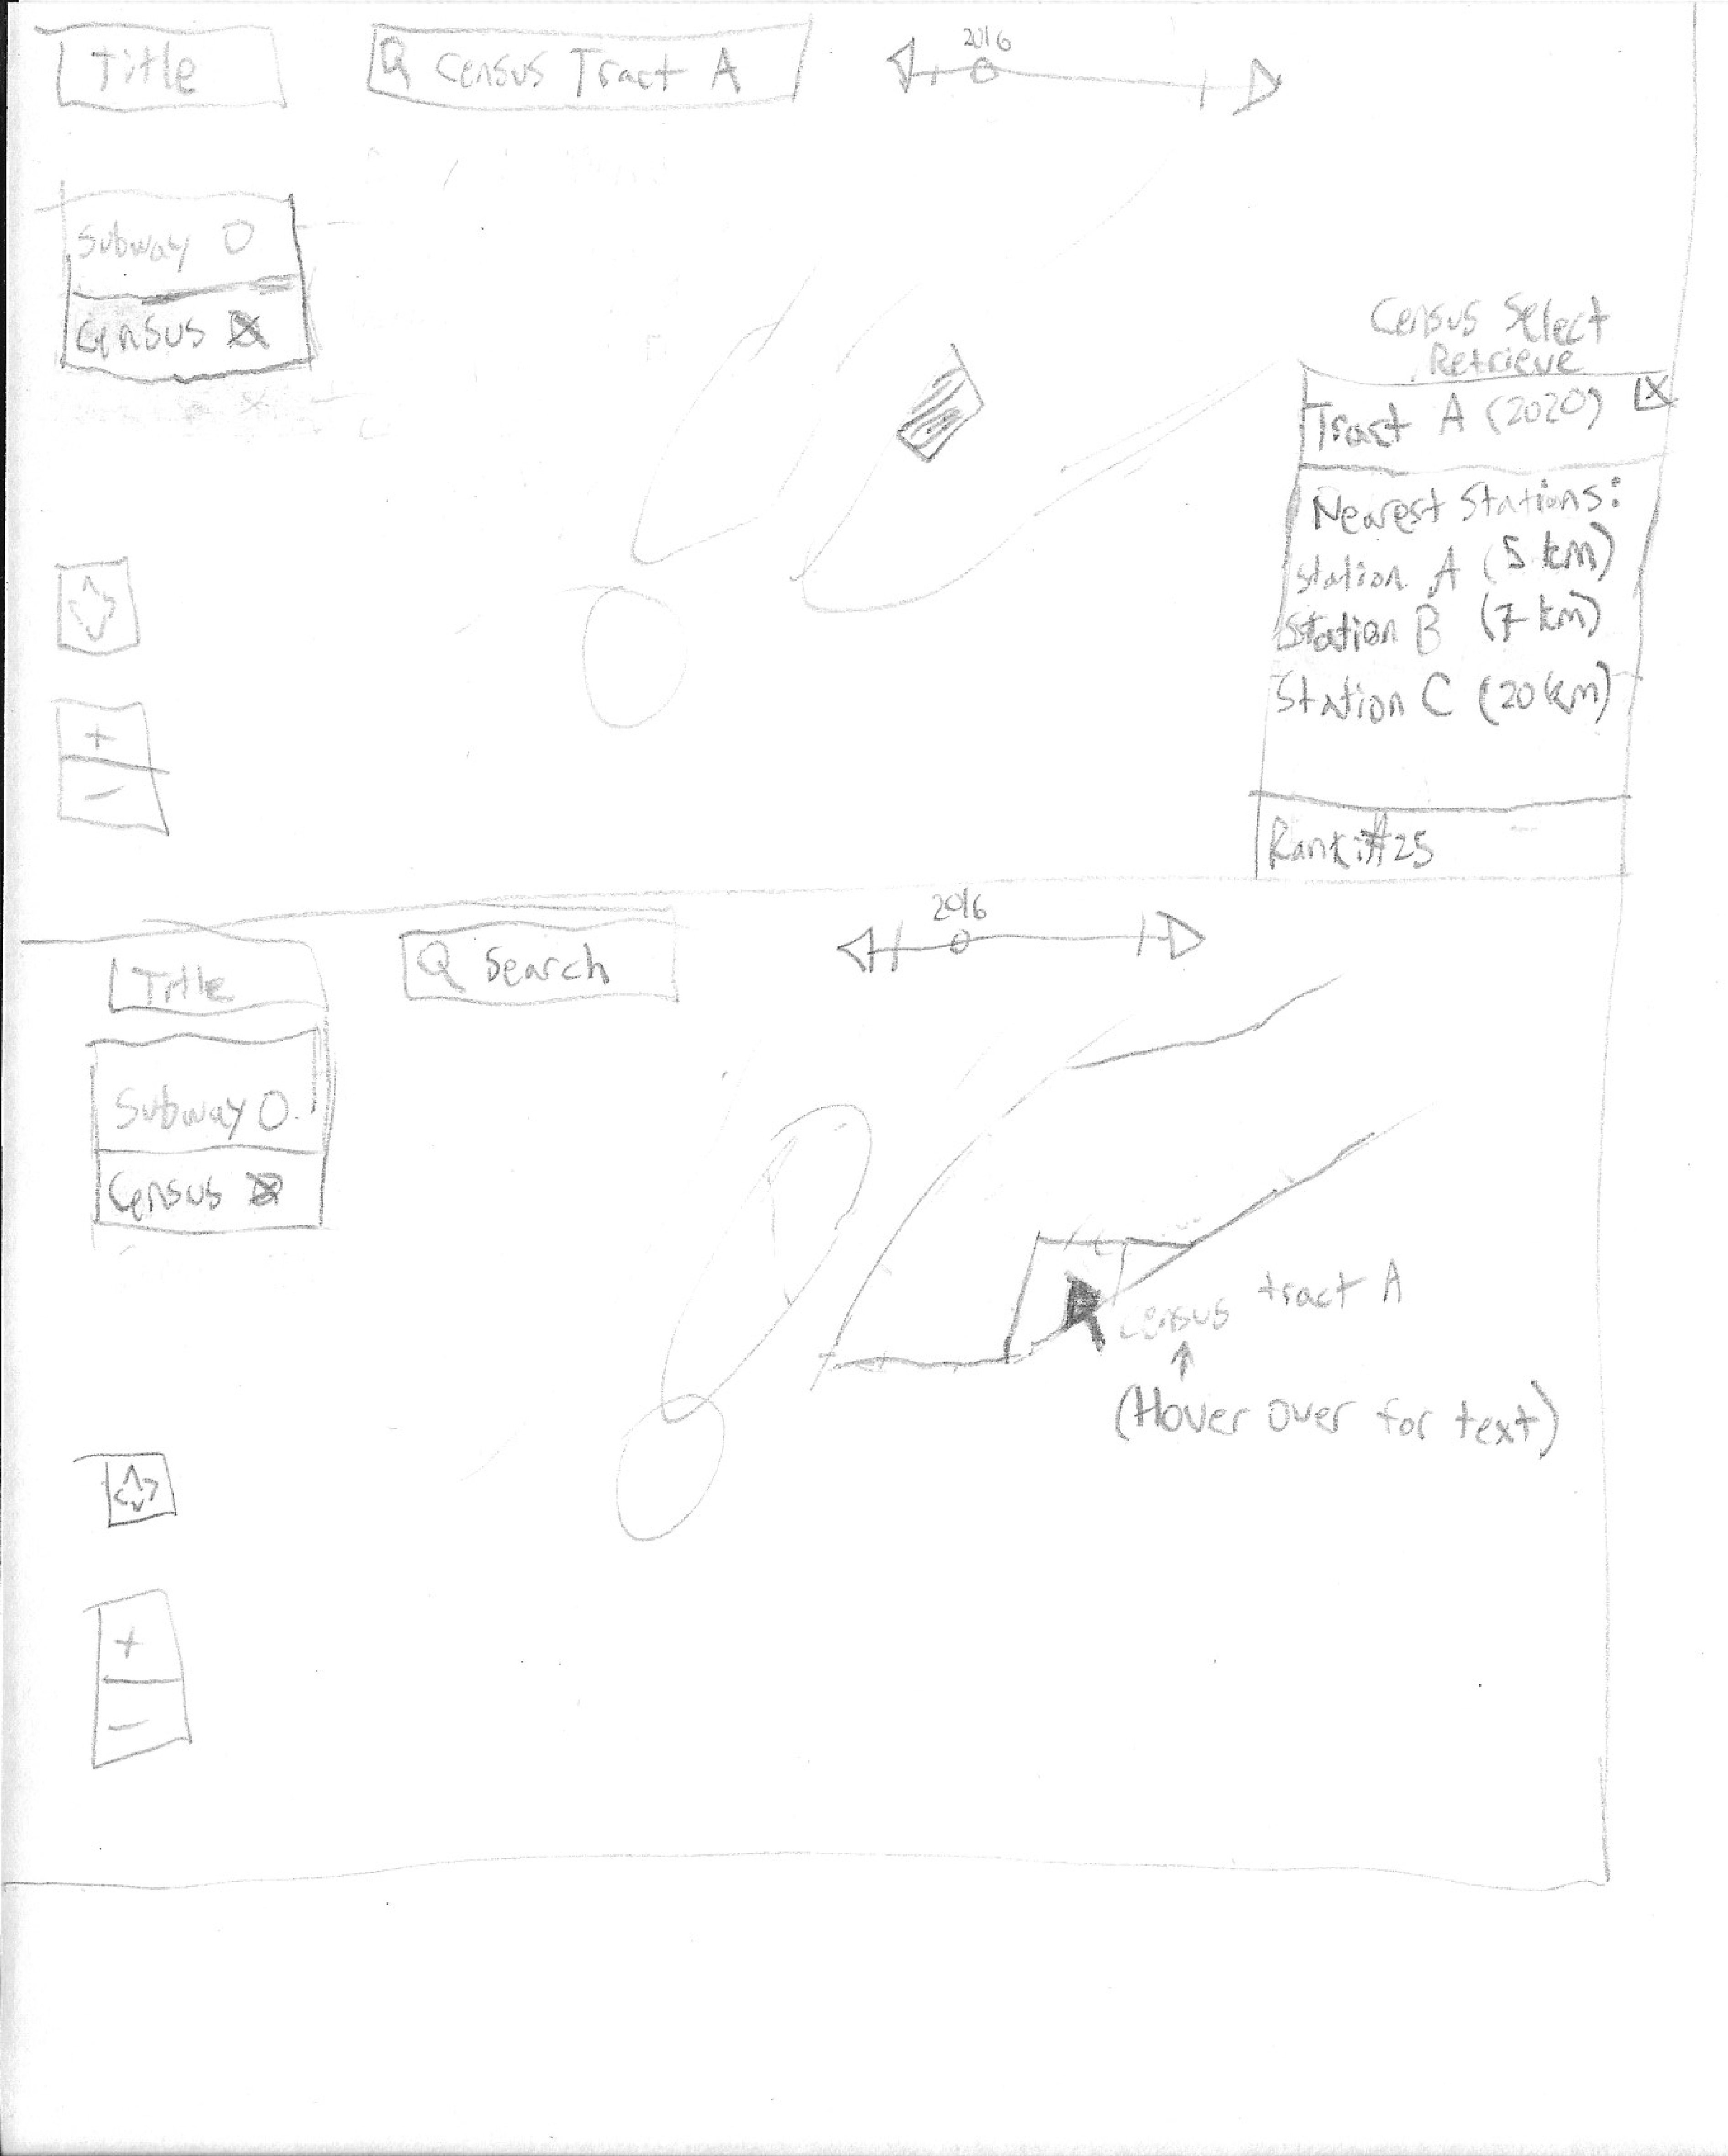 Title
Census Tract A
2016
Subway
Census
Census Select
Retrieve
Tract A (2020)
Nearest Stations:
Station A (5 km)
Station B (7 km)
Station C (20 km)
+
-
Rank: #25
2016
Title
Search
Subway
Census
Census tract A
(Hover over for text)
+
-